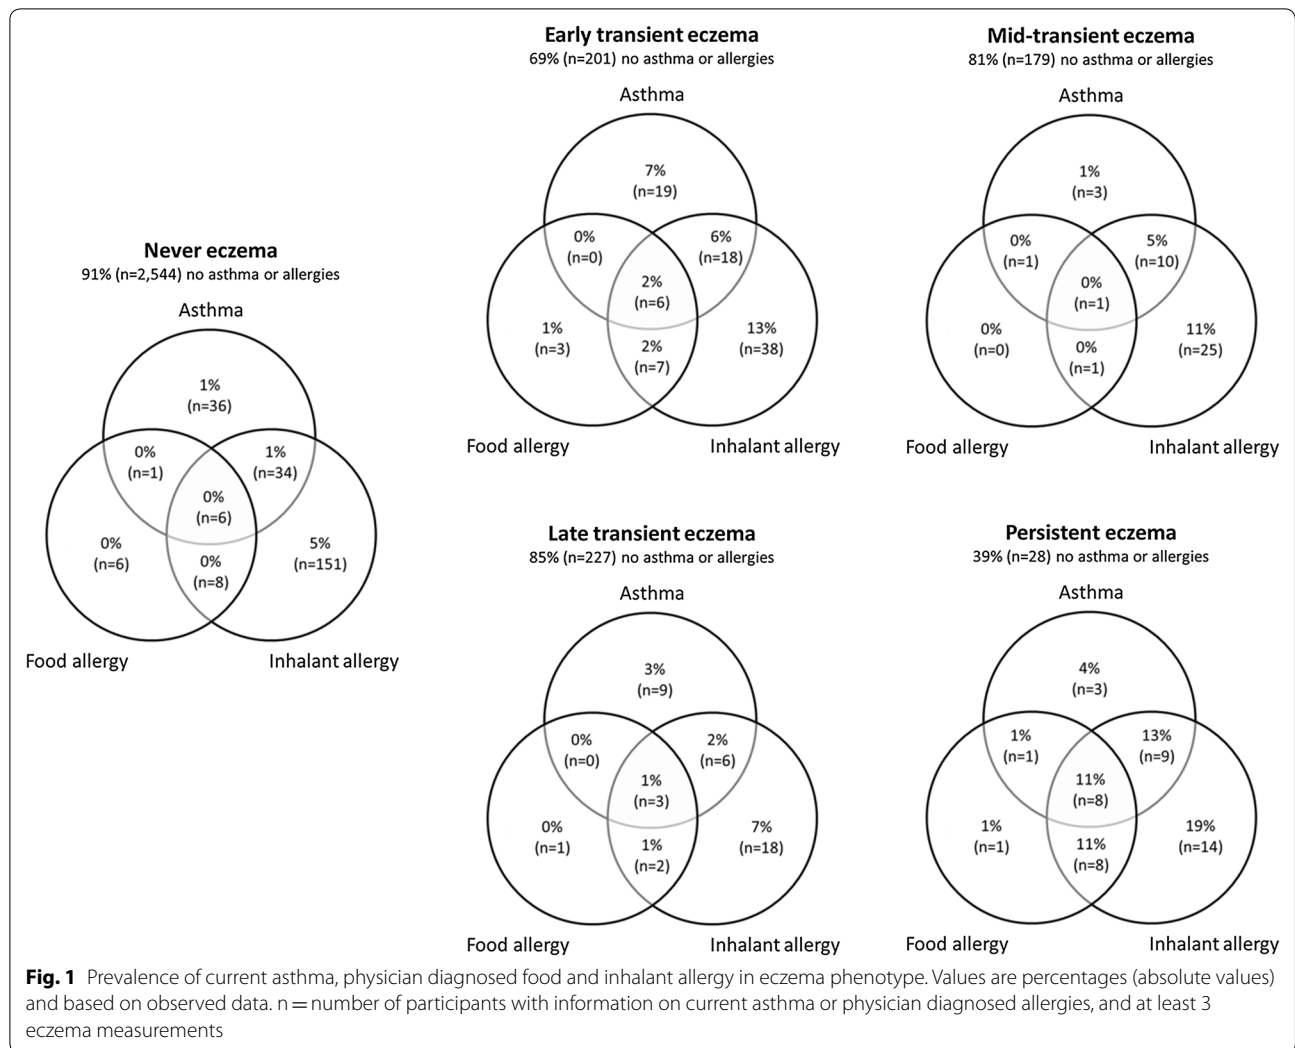 Never eczema
91% (n=2,544) no asthma or allergies
Asthma
1%
(n=36)
0%
(n=1)
1%
(n=34)
0%
(n=6)
0%
(n=6)
0%
(n=8)
5%
(n=151)
Food allergy
Inhalant allergy
Early transient eczema
69% (n=201) no asthma or allergies
Asthma
7%
(n=19)
0%
(n=0)
6%
(n=18)
2%
(n=6)
1%
(n=3)
2%
(n=7)
13%
(n=38)
Food allergy
Inhalant allergy
Mid-transient eczema
81% (n=179) no asthma or allergies
Asthma
1%
(n=3)
0%
(n=1)
5%
(n=10)
0%
(n=1)
0%
(n=0)
0%
(n=1)
11%
(n=25)
Food allergy
Inhalant allergy
Late transient eczema
85% (n=227) no asthma or allergies
Asthma
3%
(n=9)
0%
(n=0)
2%
(n=6)
1%
(n=3)
0%
(n=1)
1%
(n=2)
7%
(n=18)
Food allergy
Inhalant allergy
Persistent eczema
39% (n=28) no asthma or allergies
Asthma
4%
(n=3)
1%
(n=1)
13%
(n=9)
11%
(n=8)
1%
(n=1)
11%
(n=8)
19%
(n=14)
Food allergy
Inhalant allergy
Fig. 1 Prevalence of current asthma, physician diagnosed food and inhalant allergy in eczema phenotype. Values are percentages (absolute values)
and based on observed data. n = number of participants with information on current asthma or physician diagnosed allergies, and at least 3
eczema measurements